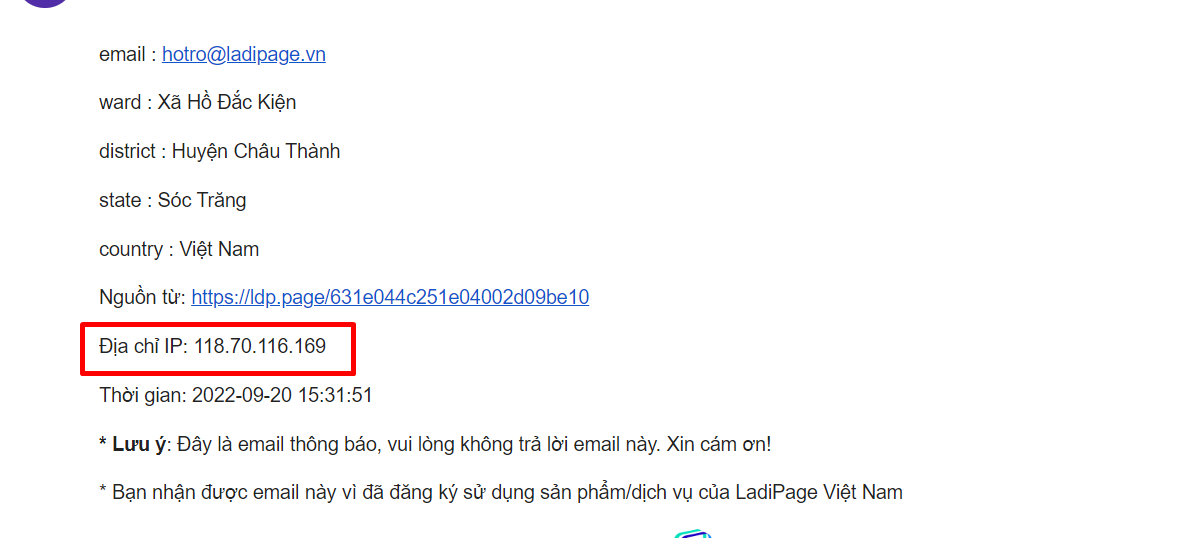 email : hotro@ladipage.vn
ward : Xã Hồ Đắc Kiện
district : Huyện Châu Thành
state : Sóc Trăng
country : Việt Nam
Nguồn từ: https://ldp.page/631e044c251e04002d09be10
Địa chỉ IP: 118.70.116.169
Thời gian: 2022-09-20 15:31:51
* Lưu ý: Đây là email thông báo, vui lòng không trả lời email này. Xin cám ơn!
* Bạn nhận được email này vì đã đăng ký sử dụng sản phẩm/dịch vụ của LadiPage Việt Nam